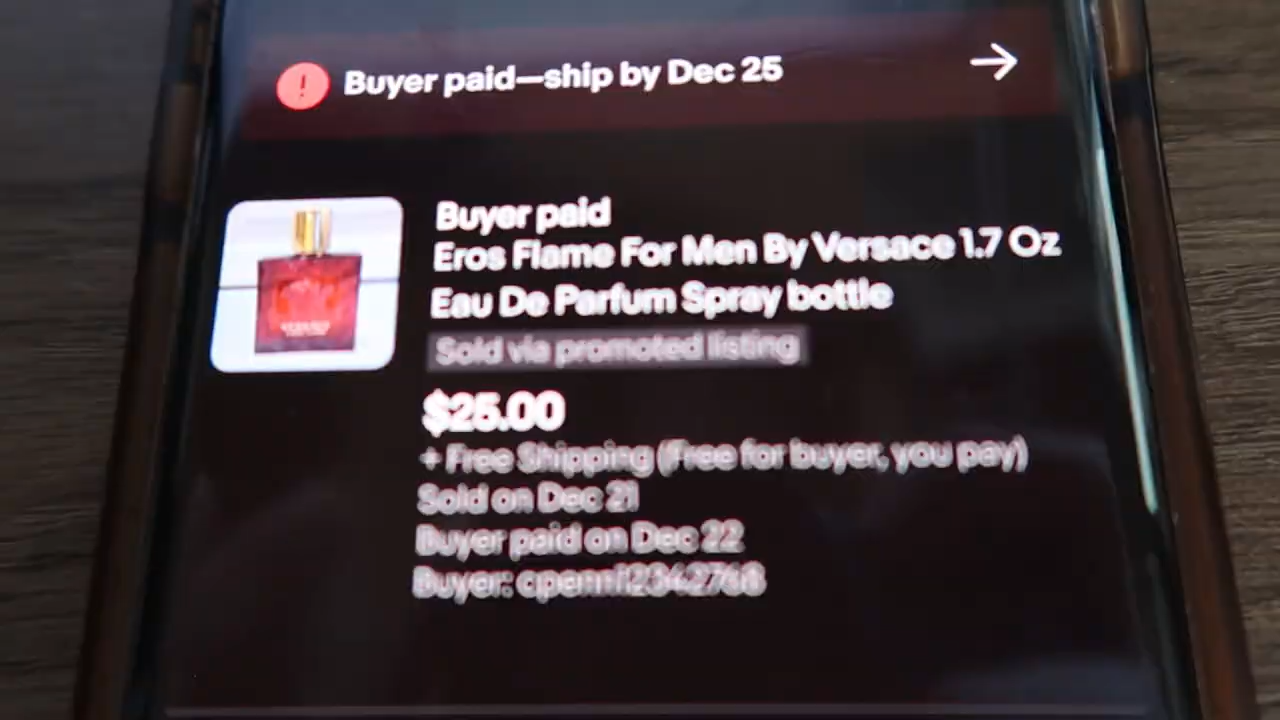 Buyer paid—ship by Dec 25
Buyer paid
Eros Flame For Men By Versace 1.7 Oz
Eau De Parfum Spray bottle
Sold via promoted listing
$25.00
+ Free Shipping (Free for buyer, you pay)
Sold on Dec 21
Buyer paid on Dec 22
Buyer: